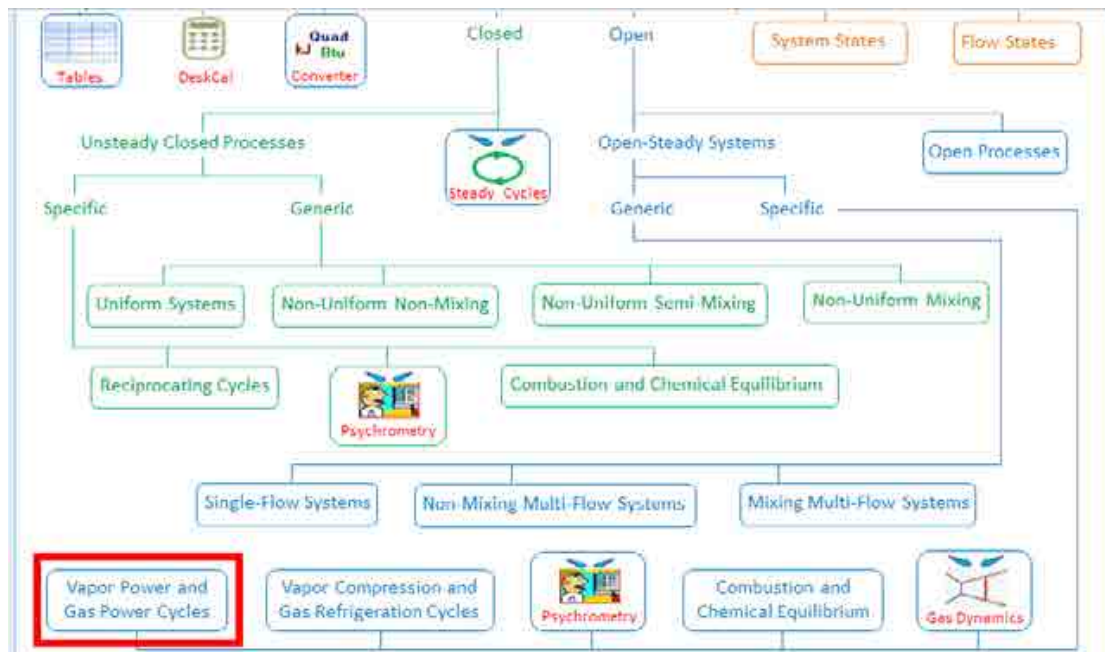 Quad
kJ Btu
Tables
DeskCal
Converter
Closed
Open
System States
Flow States
Unsteady Closed Processes
Steady Cycles
Open-Steady Systems
Open Processes
Specific
Generic
Generic
Specific
Uniform Systems
Non-Uniform Non-Mixing
Non-Uniform Semi-Mixing
Non-Uniform Mixing
Reciprocating Cycles
Psychrometry
Combustion and Chemical Equilibrium
Single-Flow Systems
Non-Mixing Multi-Flow Systems
Mixing Multi-Flow Systems
Vapor Power and
Gas Power Cycles
Vapor Compression and
Gas Refrigeration Cycles
Psychrometry
Combustion and
Chemical Equilibrium
Gas Dynamics